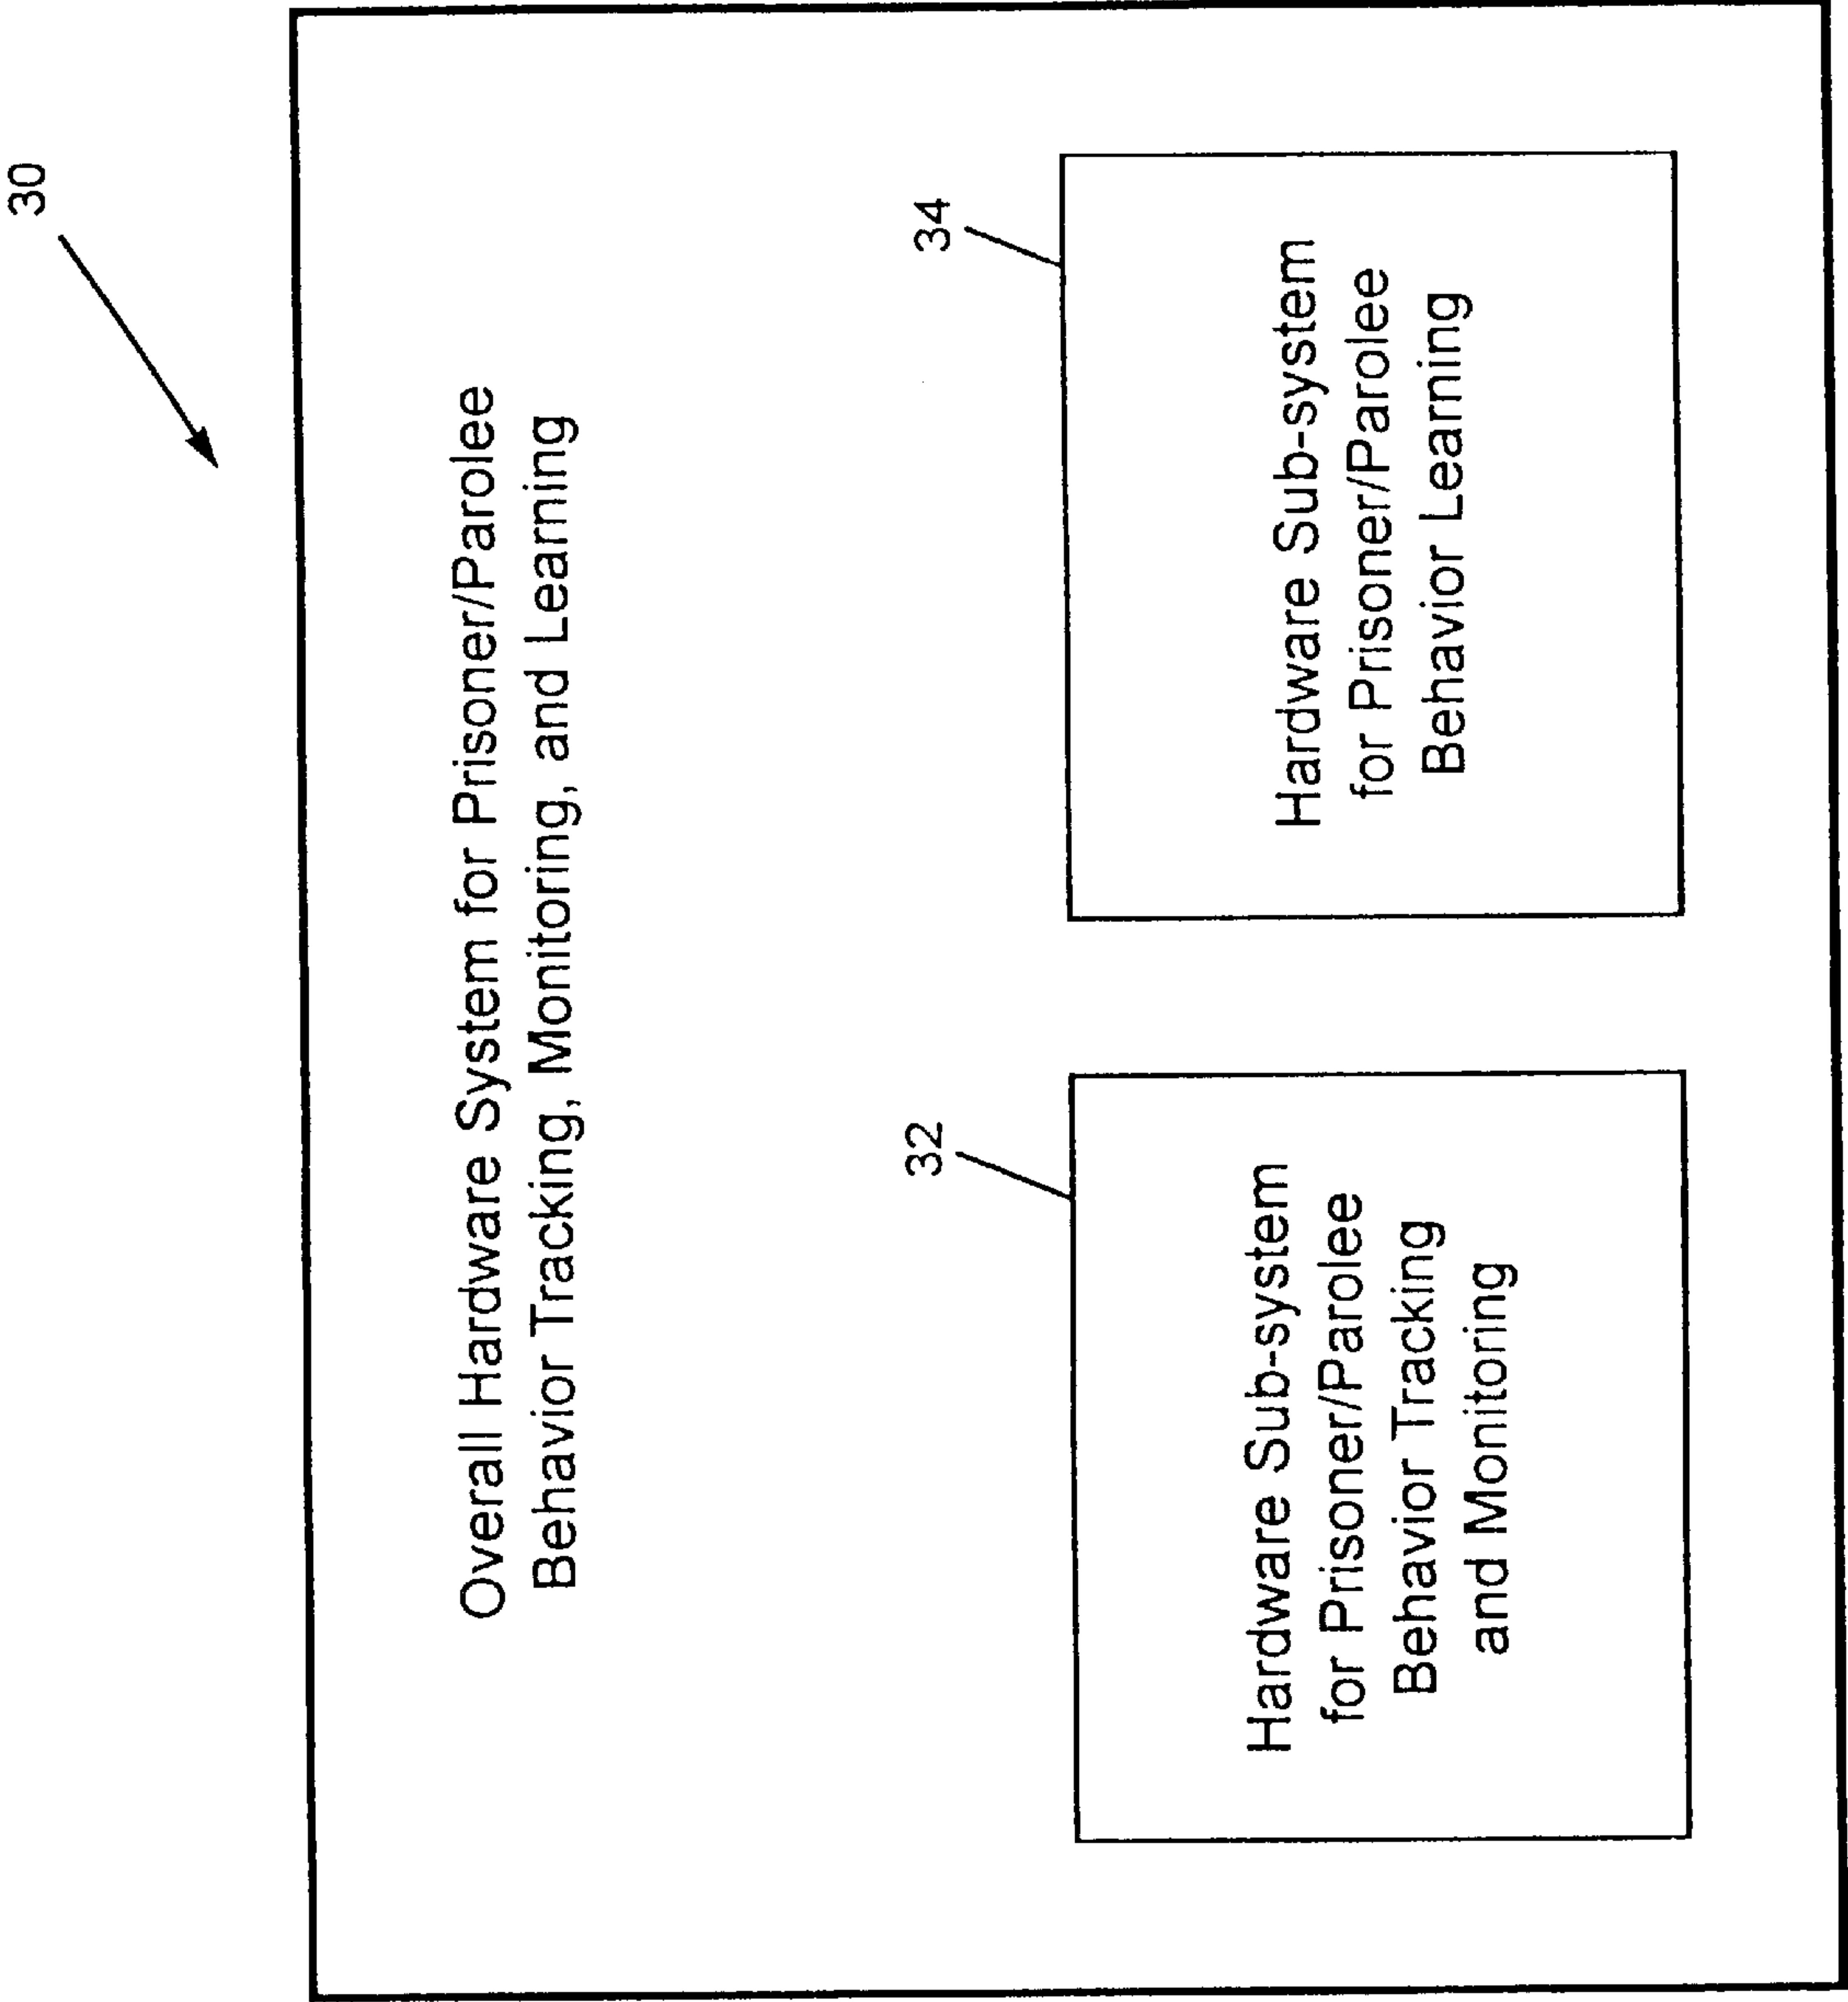 30
Overall Hardware System for Prisoner/Parolee
Behavior Tracking, Monitoring, and Learning
32
Hardware Sub-system
for Prisoner/Parolee
Behavior Tracking
and Monitoring
34
Hardware Sub-system
for Prisoner/Parolee
Behavior Learning